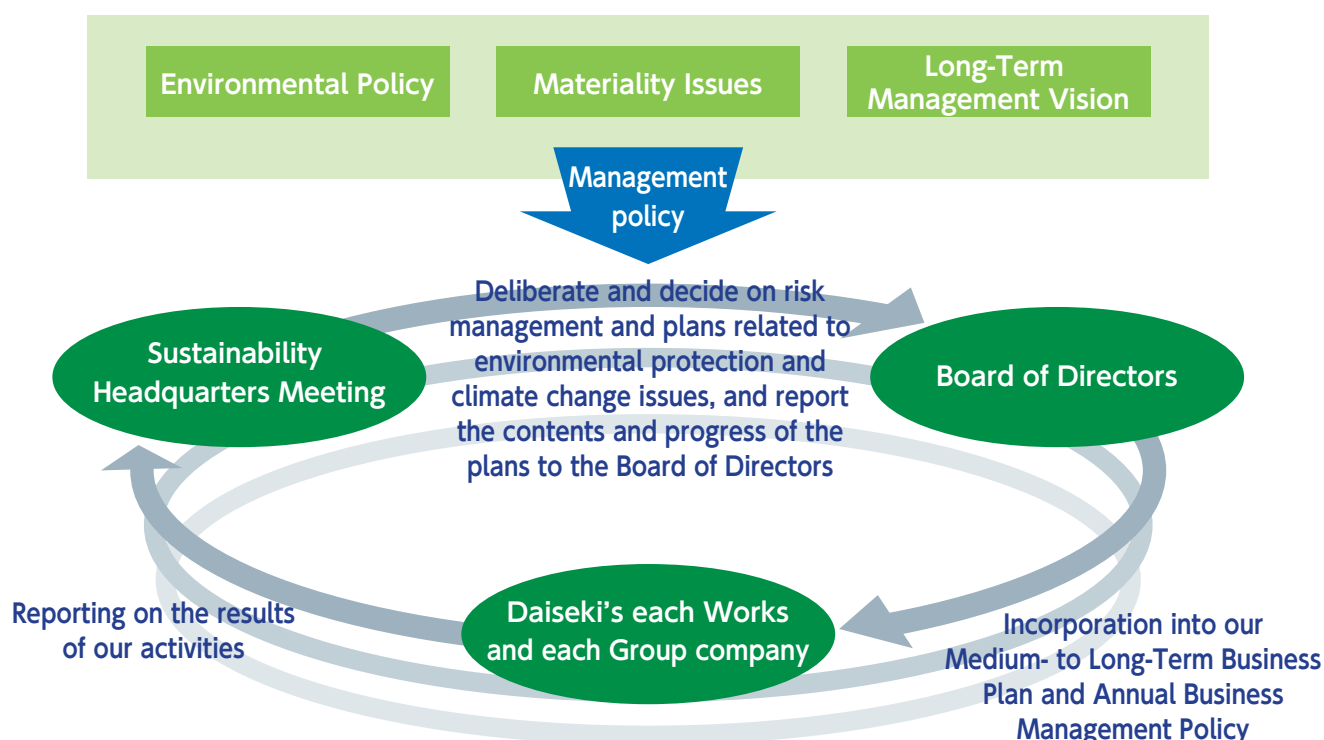 Environmental Policy
Materiality Issues
Long-Term
Management Vision
Management
policy
Deliberate and decide on risk
management and plans related to
environmental protection and
climate change issues, and report
the contents and progress of the
plans to the Board of Directors
Sustainability
Headquarters Meeting
Board of Directors
Daiseki's each Works
and each Group company
Reporting on the results
of our activities
Incorporation into our
Medium- to Long-Term Business
Plan and Annual Business
Management Policy